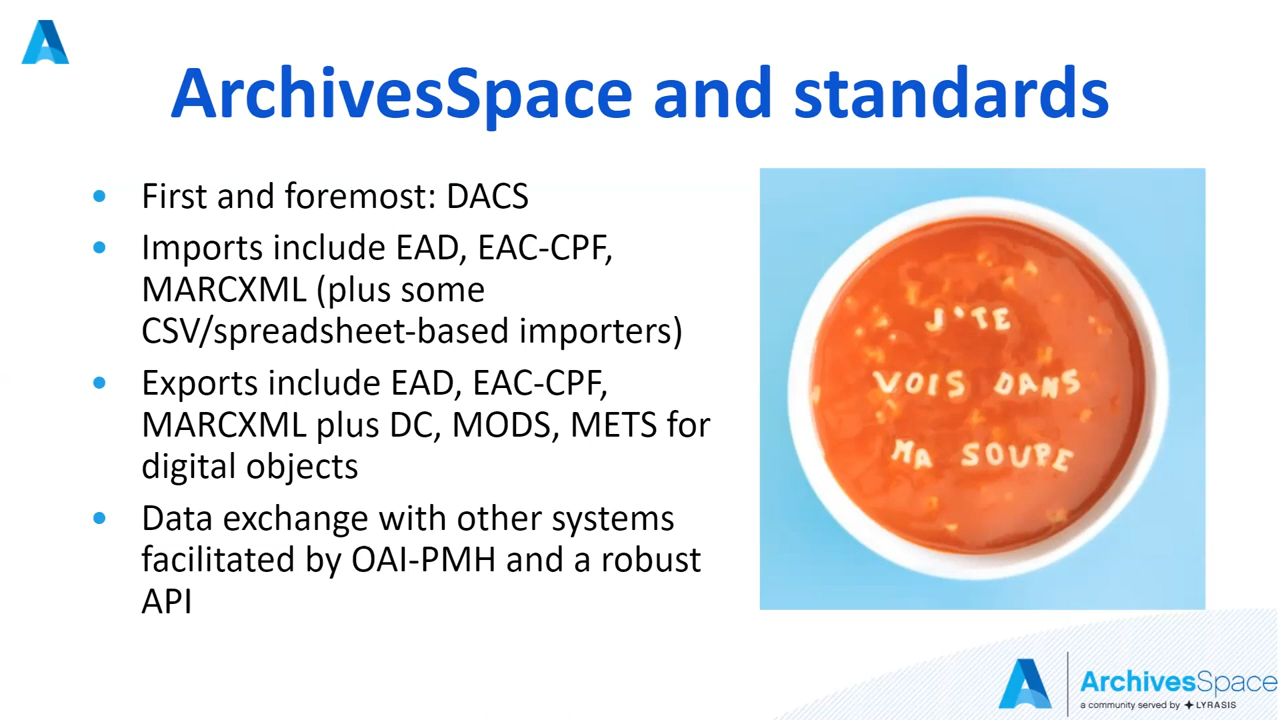 ArchivesSpace and standards
First and foremost: DACS
Imports include EAD, EAC-CPF,
MARCXML (plus some
CSV/spreadsheet-based importers)
Exports include EAD, EAC-CPF,
MARCXML plus DC, MODS, METS for
digital objects
Data exchange with other systems
facilitated by OAI-PMH and a robust
API
J'TE
VOIS DANS
MA SOUPE
ArchivesSpace
a community served by LYRASIS